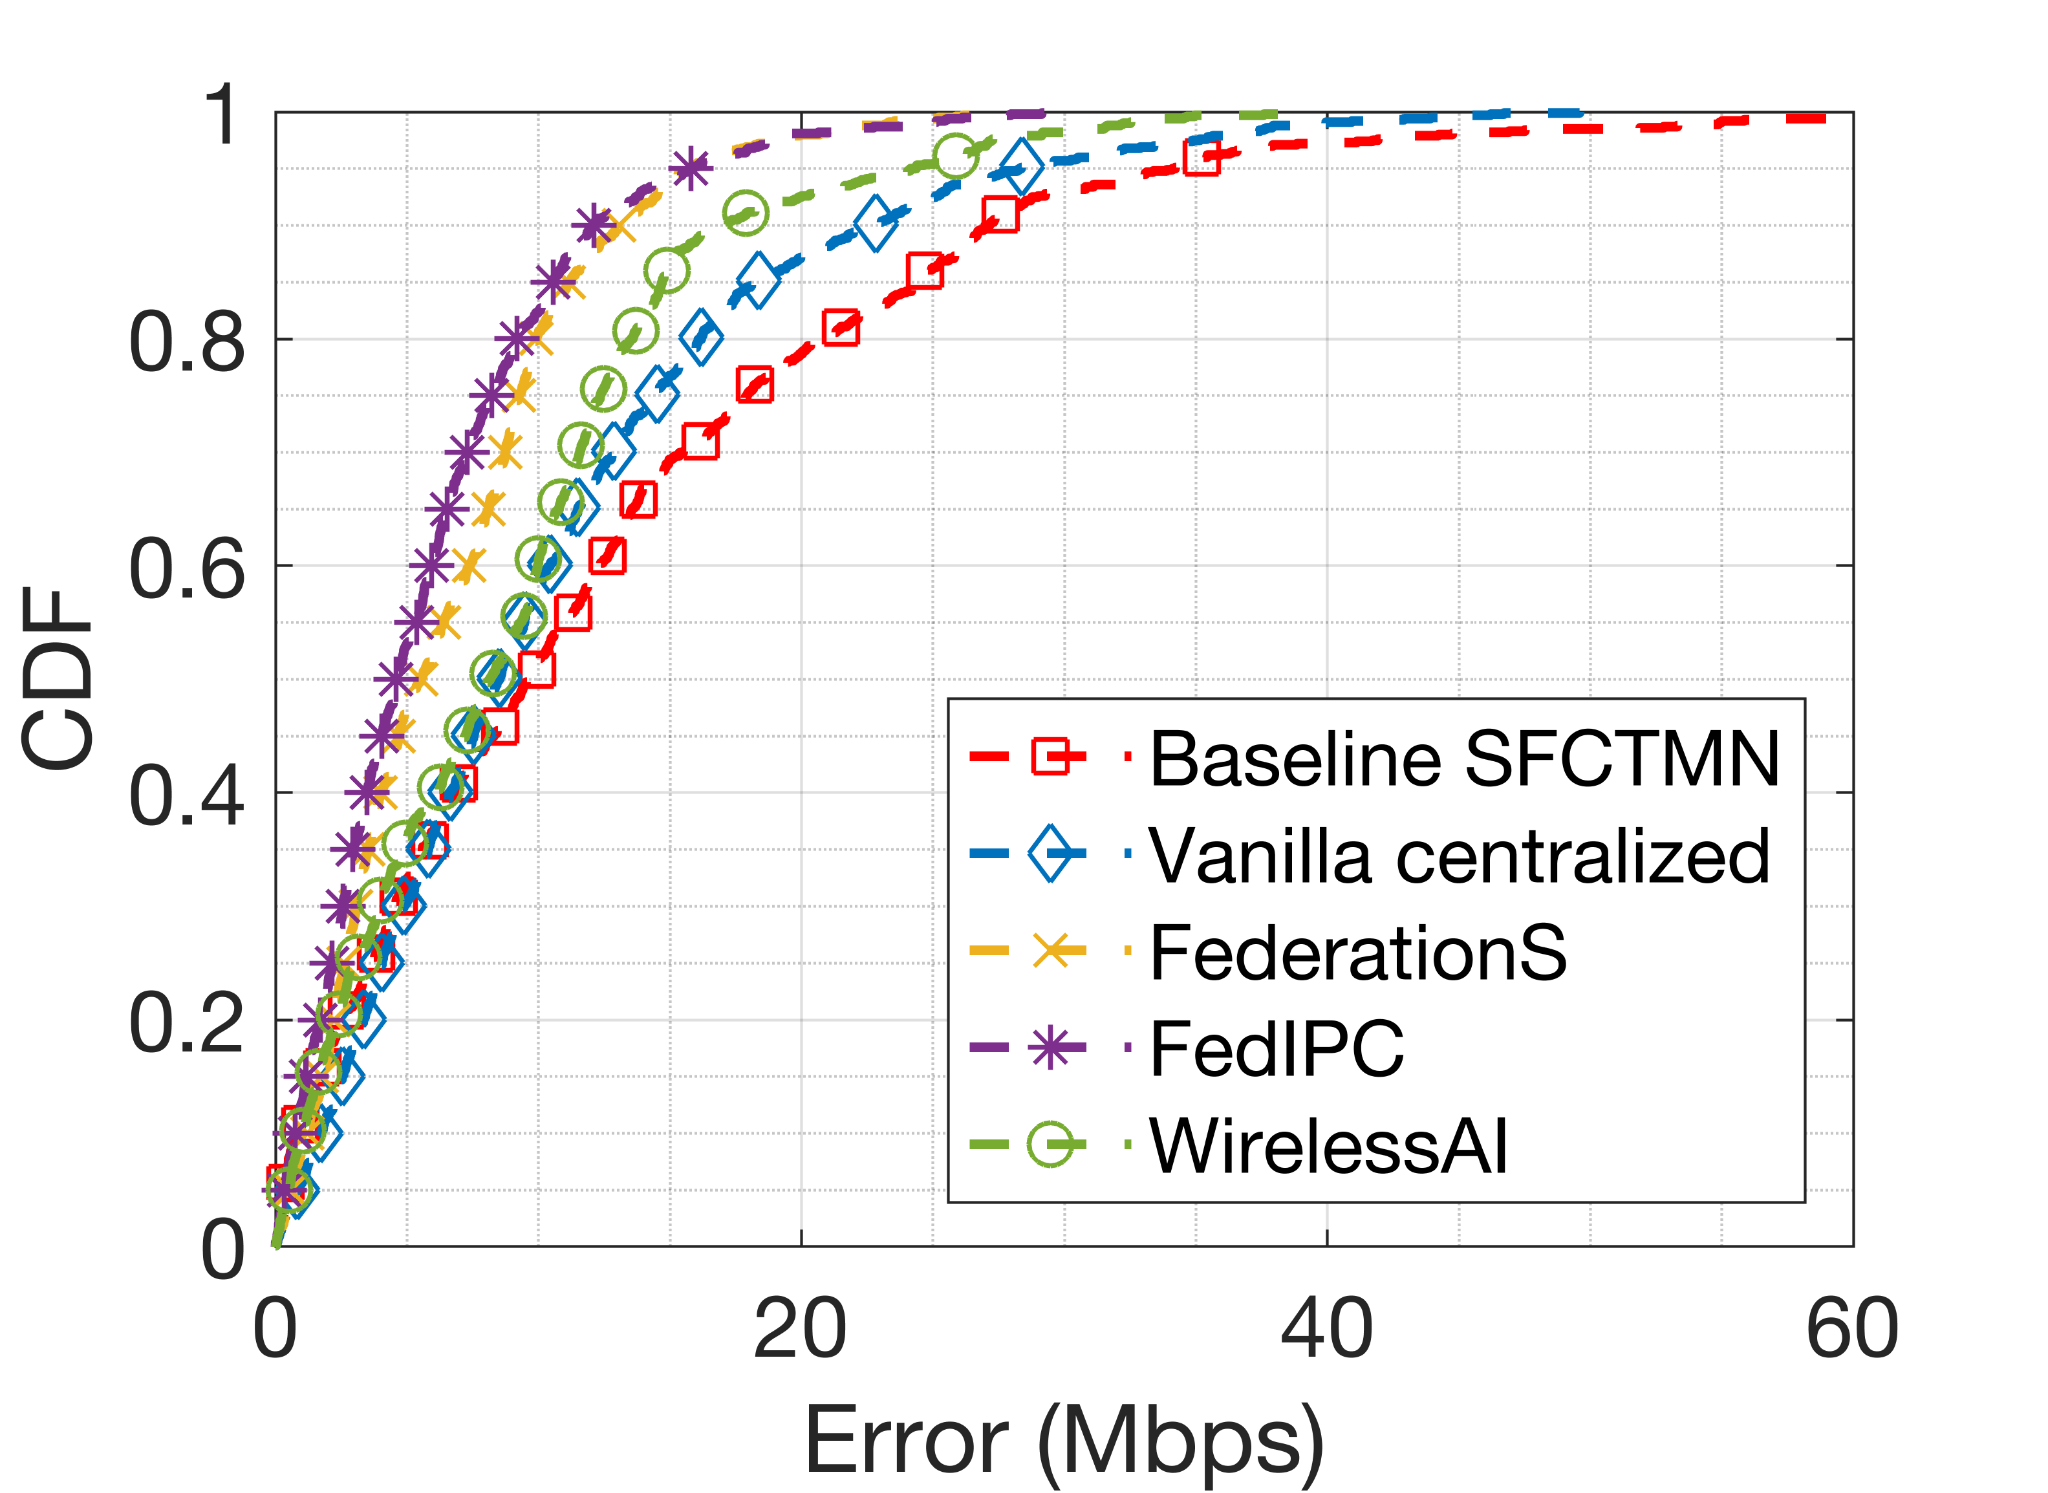 1
0.8
0.6
0.4
0.2
0
CDF
0 20 40 60
Error (Mbps)
Baseline SFCTMN
Vanilla centralized
FederationS
FedIPC
WirelessAI